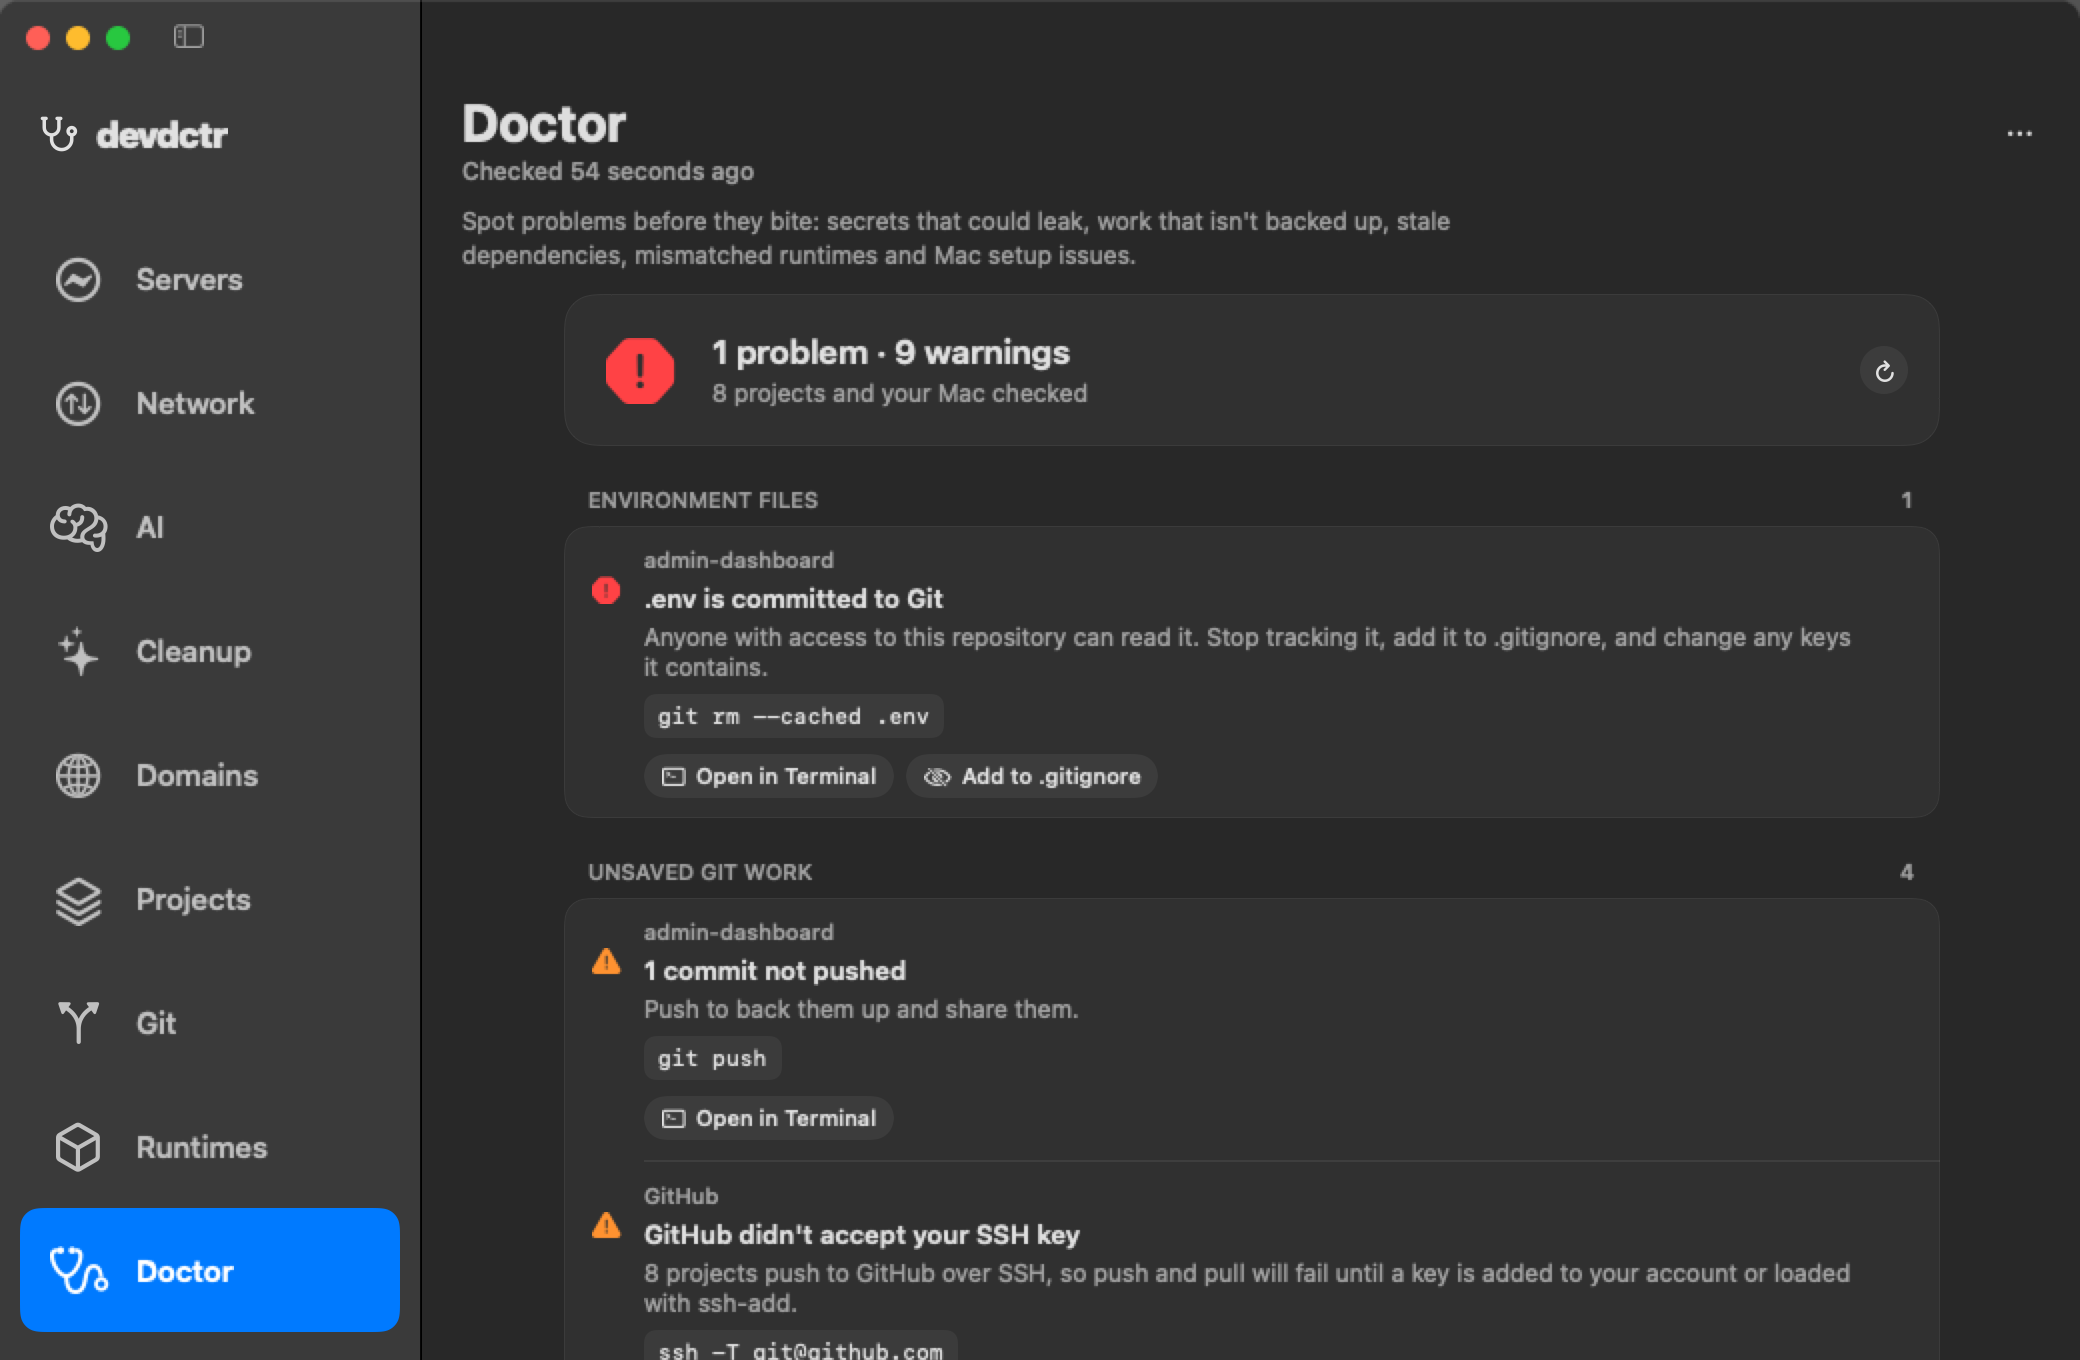 devdctr
Servers
Network
AI
Cleanup
Domains
Projects
Git
Runtimes
Doctor
Doctor
Checked 54 seconds ago
Spot problems before they bite: secrets that could leak, work that isn't backed up, stale
dependencies, mismatched runtimes and Mac setup issues.
1 problem · 9 warnings
8 projects and your Mac checked
ENVIRONMENT FILES 1
admin-dashboard
.env is committed to Git
Anyone with access to this repository can read it. Stop tracking it, add it to .gitignore, and change any keys
it contains.
git rm --cached .env
Open in Terminal Add to .gitignore
UNSAVED GIT WORK 4
admin-dashboard
1 commit not pushed
Push to back them up and share them.
git push
Open in Terminal
GitHub
GitHub didn't accept your SSH key
8 projects push to GitHub over SSH, so push and pull will fail until a key is added to your account or loaded
with ssh-add.
ssh -T git@github.com